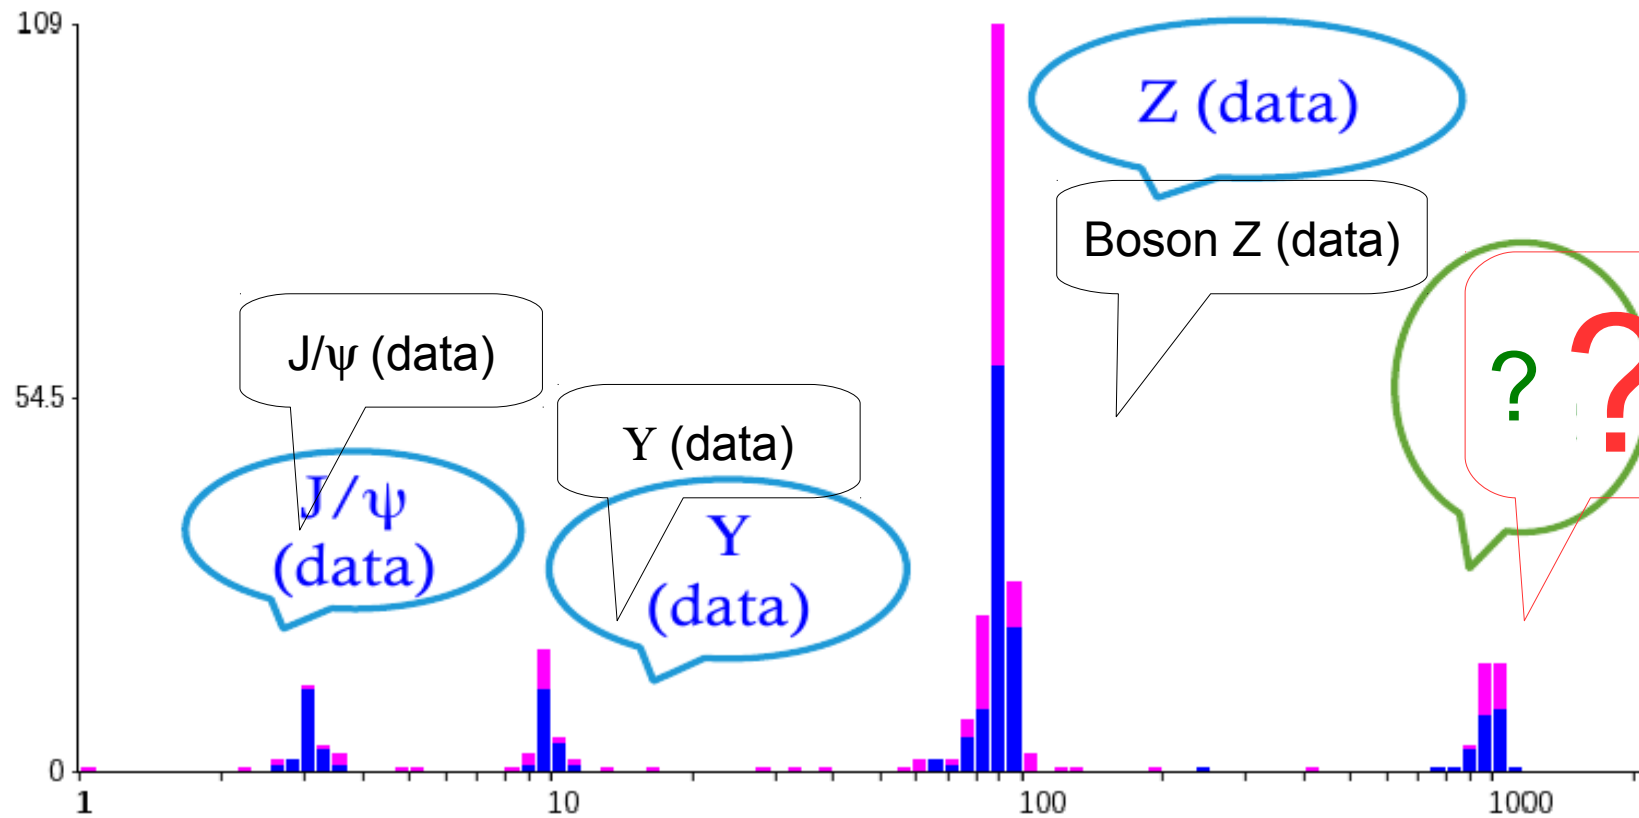 109
Z (data)
Boson Z (data)
J/ψ (data)
? ?
54.5
Υ (data)
J/ψ
(data)
Υ
(data)
0
1 10 100 1000